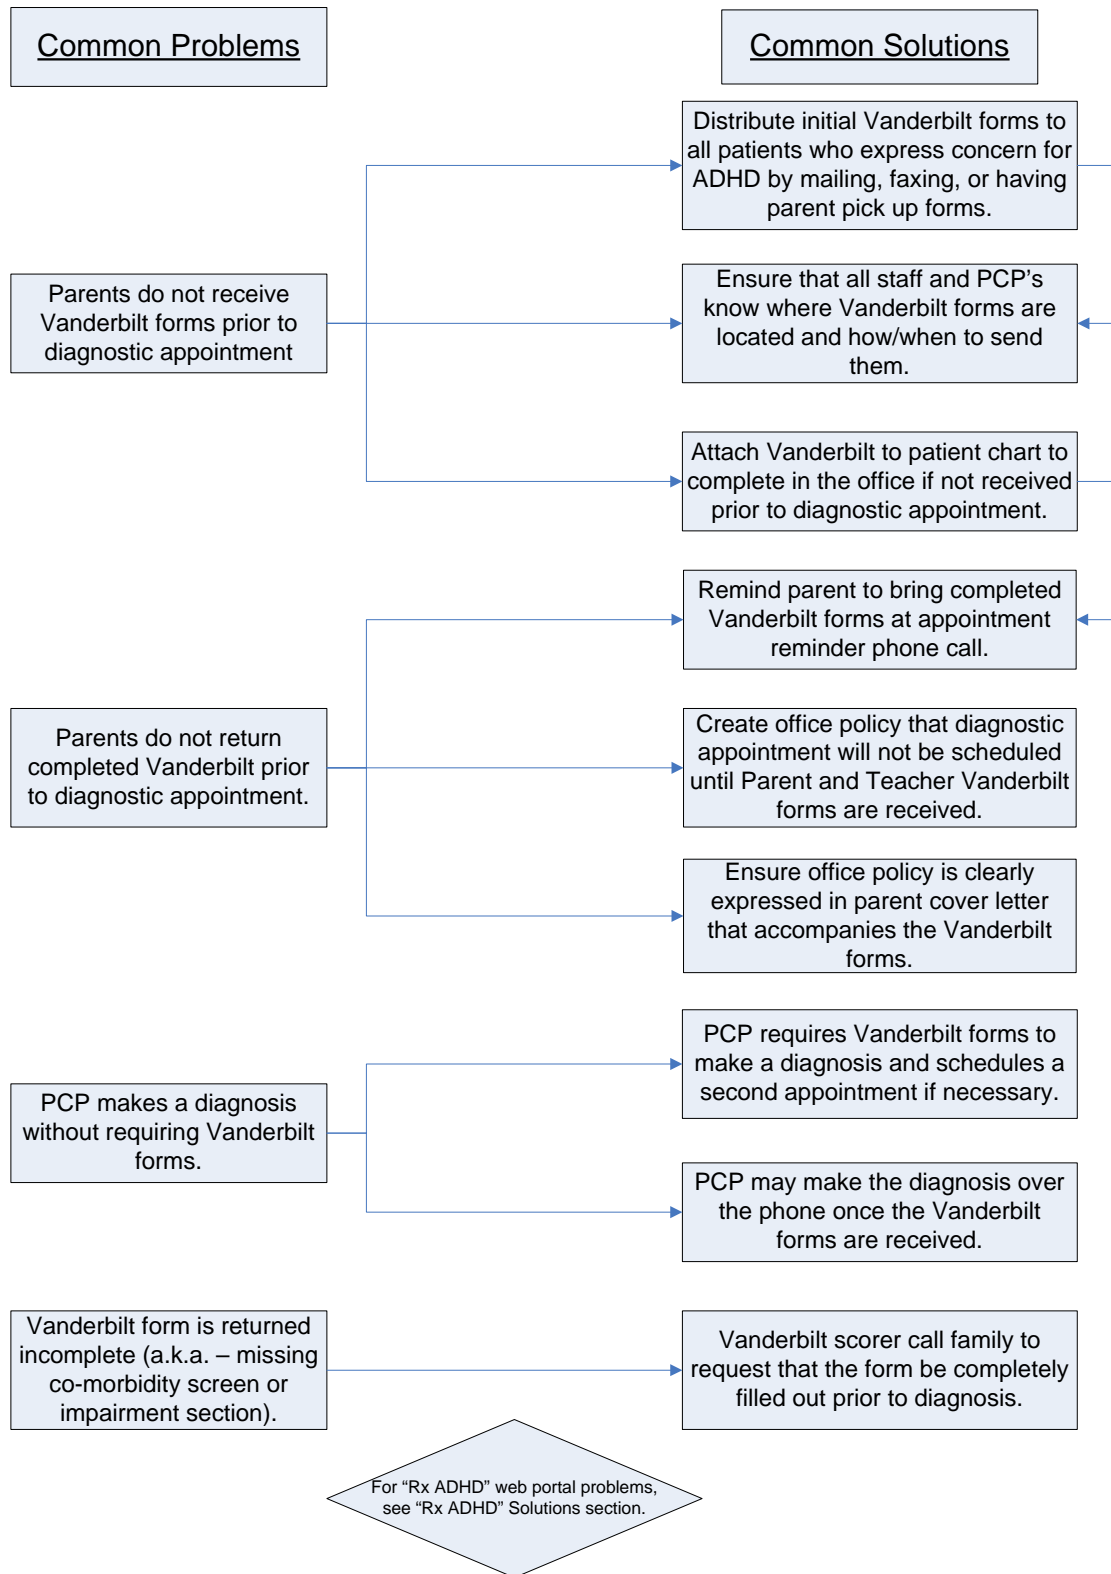 Common Problems
Common Solutions
Distribute initial Vanderbilt forms to
all patients who express concern for
ADHD by mailing, faxing, or having
parent pick up forms.
Parents do not receive
Vanderbilt forms prior to
diagnostic appointment
Ensure that all staff and PCP’s
know where Vanderbilt forms are
located and how/when to send
them.
Attach Vanderbilt to patient chart to
complete in the office if not received
prior to diagnostic appointment.
Remind parent to bring completed
Vanderbilt forms at appointment
reminder phone call.
Parents do not return
completed Vanderbilt prior
to diagnostic appointment.
Create office policy that diagnostic
appointment will not be scheduled
until Parent and Teacher Vanderbilt
forms are received.
Ensure office policy is clearly
expressed in parent cover letter
that accompanies the Vanderbilt
forms.
PCP makes a diagnosis
without requiring Vanderbilt
forms.
PCP requires Vanderbilt forms to
make a diagnosis and schedules a
second appointment if necessary.
PCP may make the diagnosis over
the phone once the Vanderbilt
forms are received.
Vanderbilt form is returned
incomplete (a.k.a. – missing
co-morbidity screen or
impairment section).
Vanderbilt scorer call family to
request that the form be completely
filled out prior to diagnosis.
For “Rx ADHD” web portal problems,
see “Rx ADHD” Solutions section.